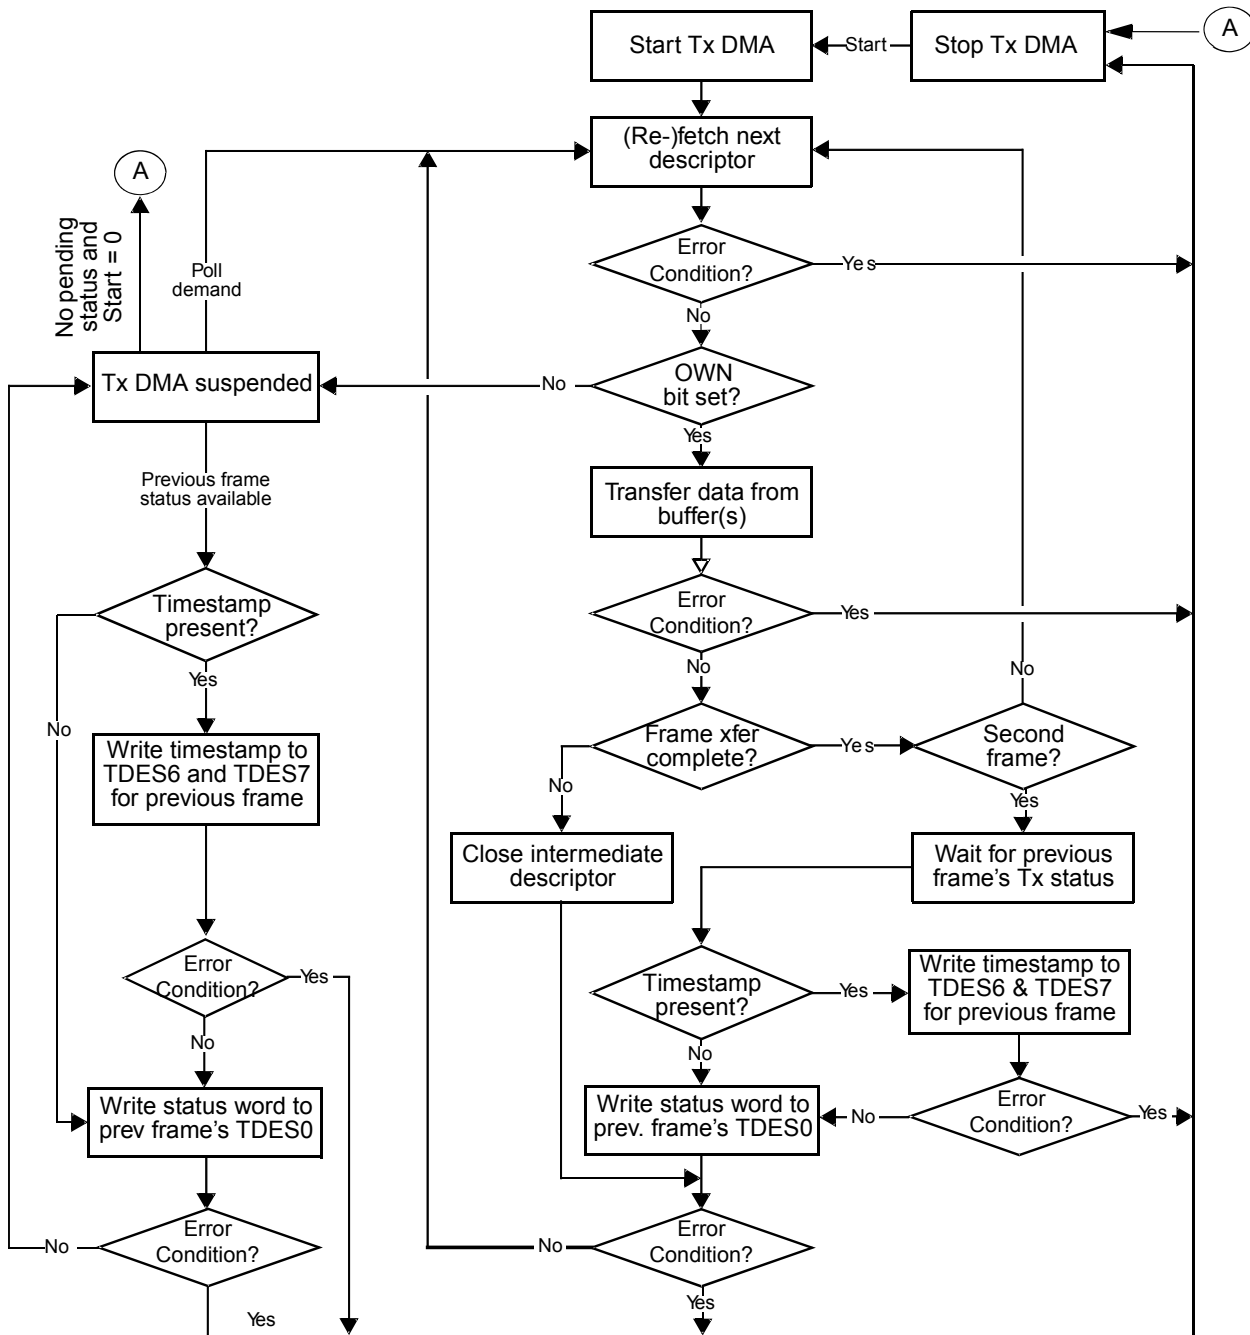 Start Tx DMA
Start
Stop Tx DMA
A
(Re-)fetch next
descriptor
A
No pending
status and
Start = 0
Poll
demand
Error
Condition?
Yes
No
Tx DMA suspended
No
OWN
bit set?
Yes
Previous frame
status available
Transfer data from
buffer(s)
Timestamp
present?
Error
Condition?
Yes
No
Yes
No
No
Write timestamp to
TDES6 and TDES7
for previous frame
Frame xfer
complete?
Yes
Second
frame?
No
Yes
Close intermediate
descriptor
Wait for previous
frame's Tx status
Error
Condition?
Yes
No
Timestamp
present?
Yes
Write timestamp to
TDES6 & TDES7
for previous frame
No
Write status word to
prev frame's TDES0
Write status word to
prev. frame's TDES0
No
Error
Condition?
Yes
No
Error
Condition?
Yes
No
Error
Condition?
Yes